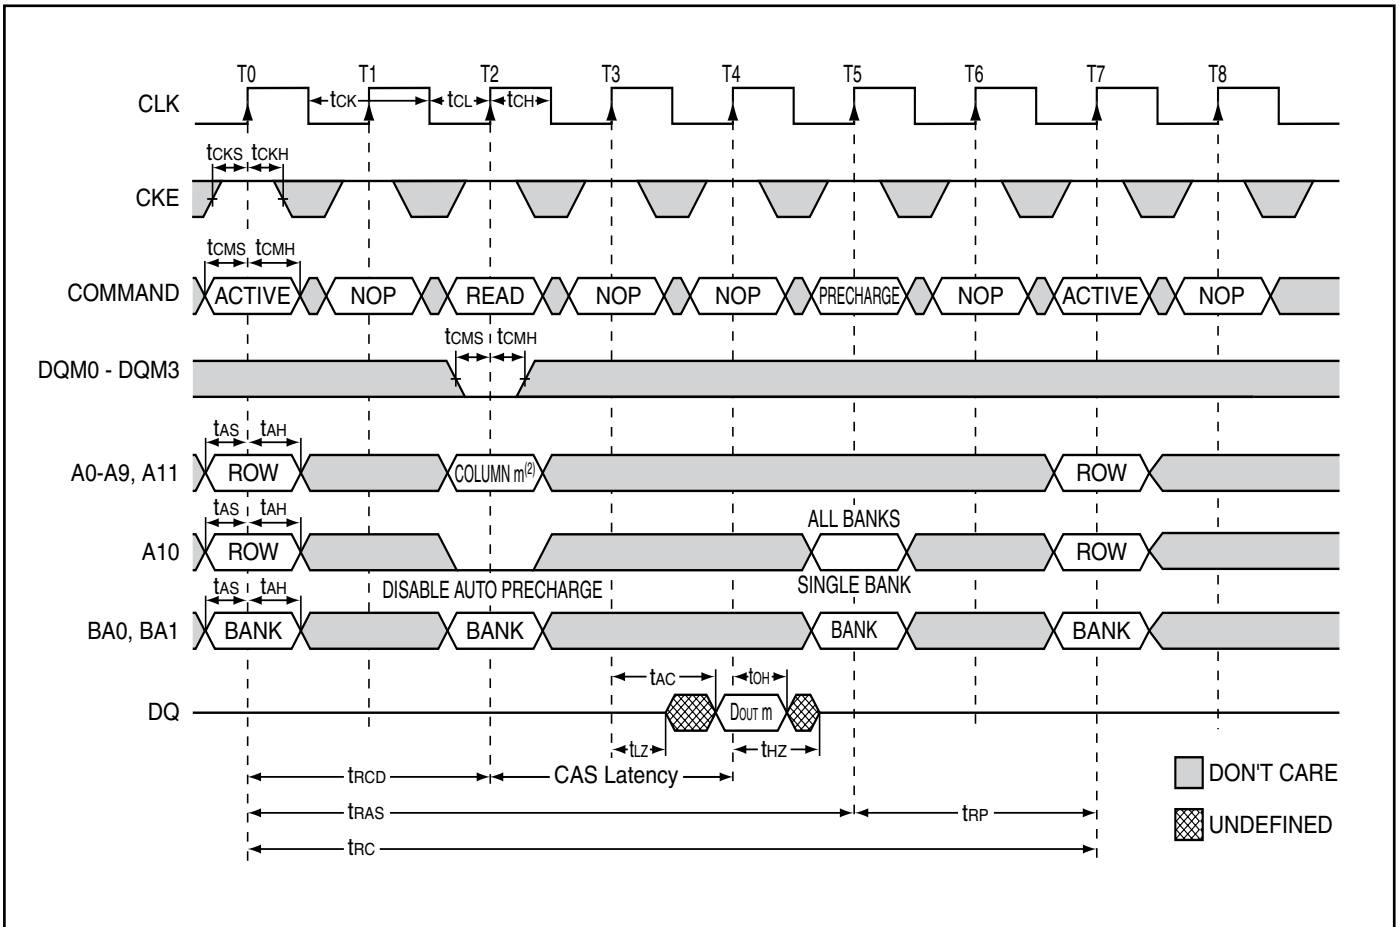 T0 T1 T2 T3 T4 T5 T6 T7 T8
CLK tCK tCL tCH
tCKS tCKH
CKE
tCMS tCMH
COMMAND ACTIVE NOP READ NOP NOP PRECHARGE NOP ACTIVE NOP
tCMS tCMH
DQM0 - DQM3
tAS tAH
A0-A9, A11 ROW COLUMN m(2) ROW
tAS tAH ALL BANKS
A10 ROW ROW
tAS tAH DISABLE AUTO PRECHARGE SINGLE BANK
BA0, BA1 BANK BANK BANK BANK
tAC tOH
DQ DOUT m
tLZ tHZ
tRCD CAS Latency DON'T CARE
tRAS tRP
UNDEFINED
tRC